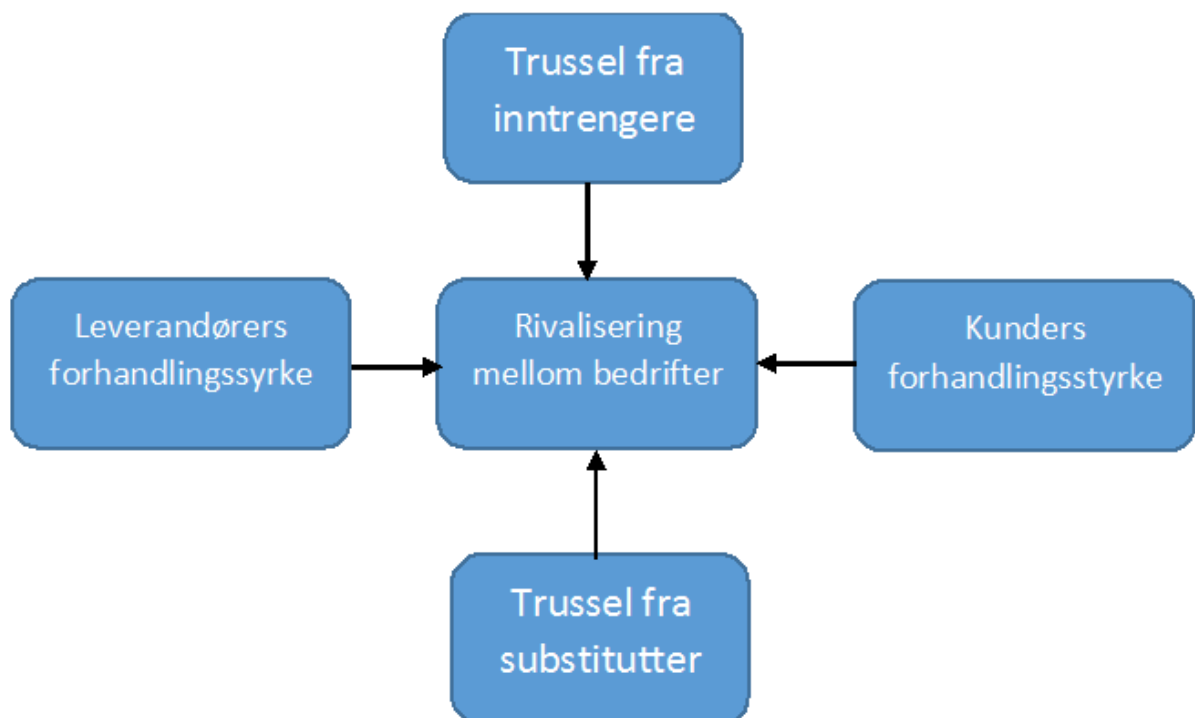 Trussel fra
inntrengere
Leverandørers
forhandlingssyrke
Rivalisering
mellom bedrifter
Kunders
forhandlingsstyrke
Trussel fra
substitutter